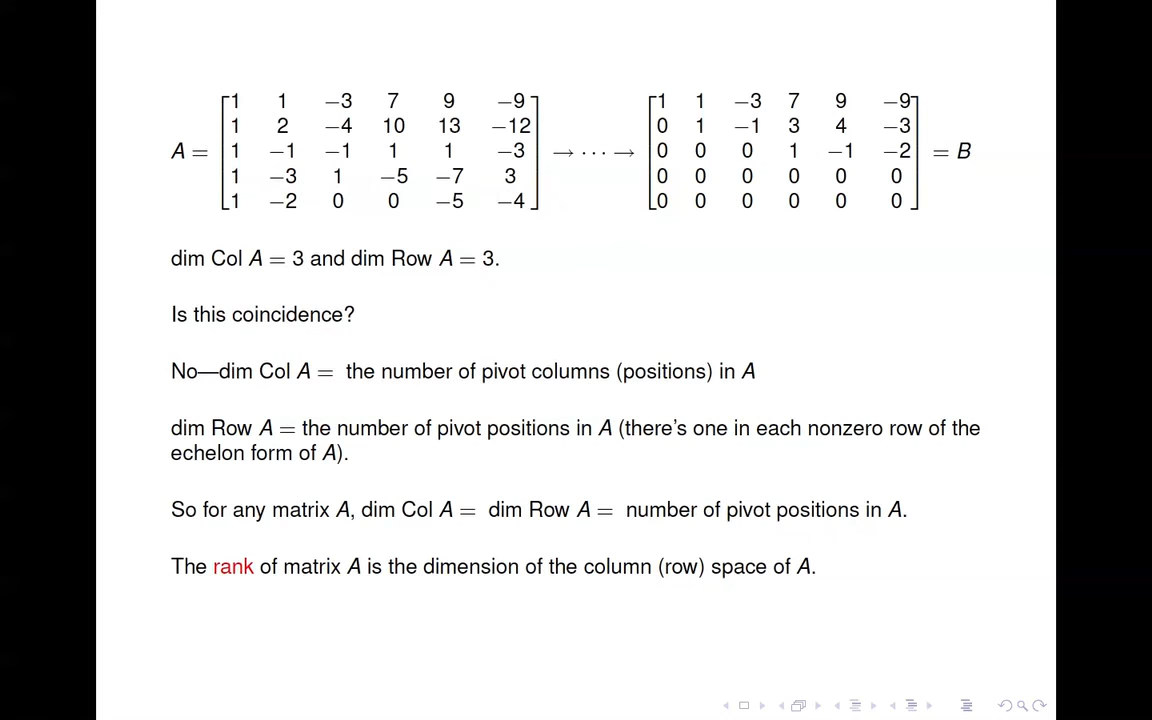 A = [1 1 −3 7 9 −9; 1 2 −4 10 13 −12; 1 −1 −1 1 1 −3; 1 −3 1 −5 −7 3; 1 −2 0 0 −5 −4] → ⋯ → [1 1 −3 7 9 −9; 0 1 −1 3 4 −3; 0 0 0 1 −1 −2; 0 0 0 0 0 0; 0 0 0 0 0 0] = B
dim Col A = 3 and dim Row A = 3.
Is this coincidence?
No—dim Col A = the number of pivot columns (positions) in A
dim Row A = the number of pivot positions in A (there's one in each nonzero row of the
echelon form of A).
So for any matrix A, dim Col A = dim Row A = number of pivot positions in A.
The rank of matrix A is the dimension of the column (row) space of A.